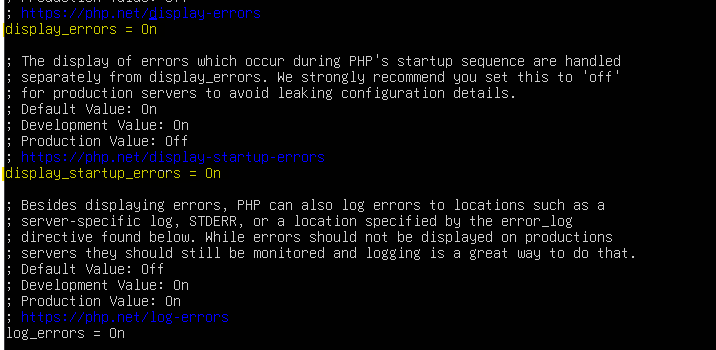 ; Production Value: Off
; https://php.net/display-errors
display_errors = On
; The display of errors which occur during PHP's startup sequence are handled
; separately from display_errors. We strongly recommend you set this to 'off'
; for production servers to avoid leaking configuration details.
; Default Value: On
; Development Value: On
; Production Value: Off
; https://php.net/display-startup-errors
display_startup_errors = On
; Besides displaying errors, PHP can also log errors to locations such as a
; server-specific log, STDERR, or a location specified by the error_log
; directive found below. While errors should not be displayed on productions
; servers they should still be monitored and logging is a great way to do that.
; Default Value: Off
; Development Value: On
; Production Value: On
; https://php.net/log-errors
log_errors = On